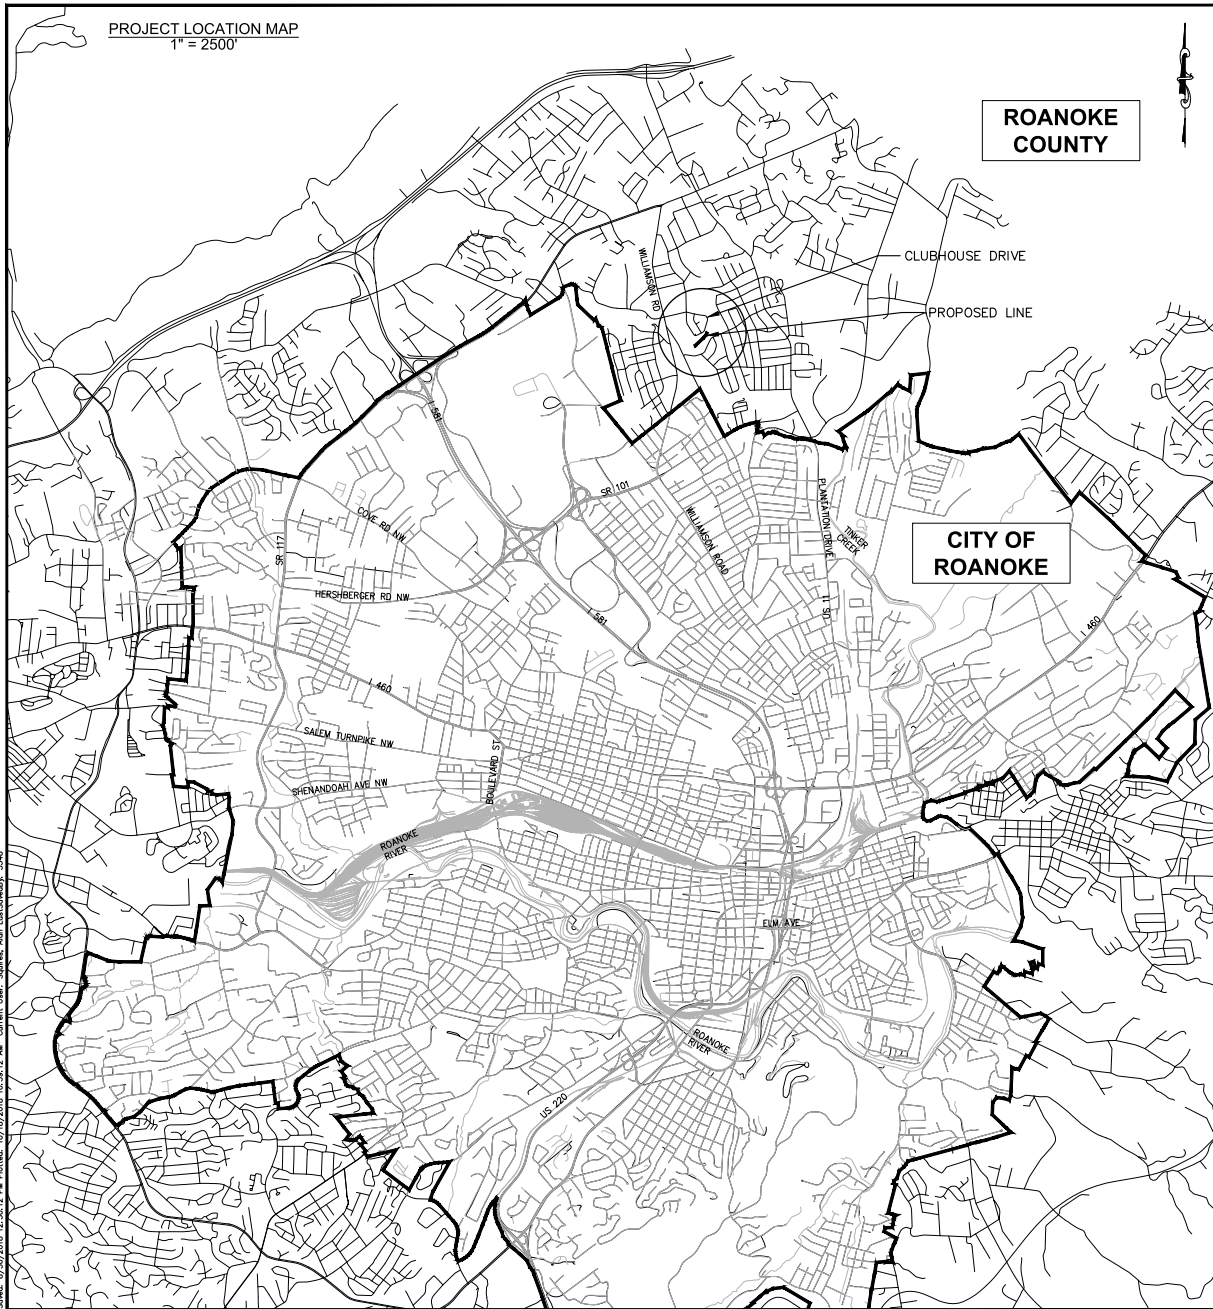 PROJECT LOCATION MAP
1" = 2500'
ROANOKE
COUNTY
CLUBHOUSE DRIVE
WILLIAMSON RD
PROPOSED LINE
I 581
SR 101
PLANTATION DRIVE
WILLIAMSON ROAD
COVE RD NW
TINKER
CREEK
CITY OF
ROANOKE
SR 117
HERSHBERGER RD NW
11 ST
I 581
I 460
I 460
SALEM TURNPIKE NW
BOULEVARD ST
SHENANDOAH AVE NW
ROANOKE
RIVER
ELM AVE
ROANOKE
RIVER
US 220